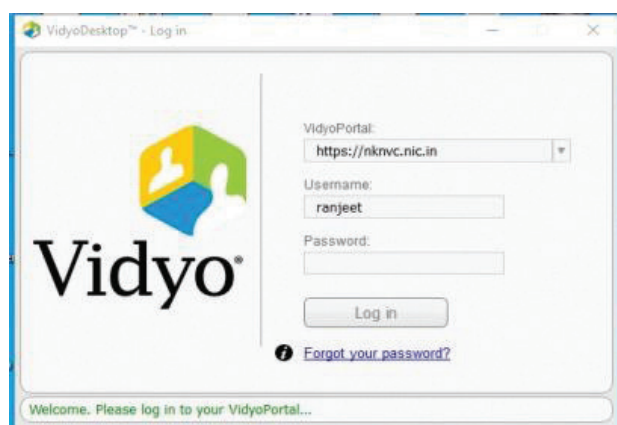 VidyoDesktop™ - Log in
VidyoPortal:
https://nknvc.nic.in
Username:
ranjeet
Password:
Vidyo®
Log in
Forgot your password?
Welcome. Please log in to your VidyoPortal...